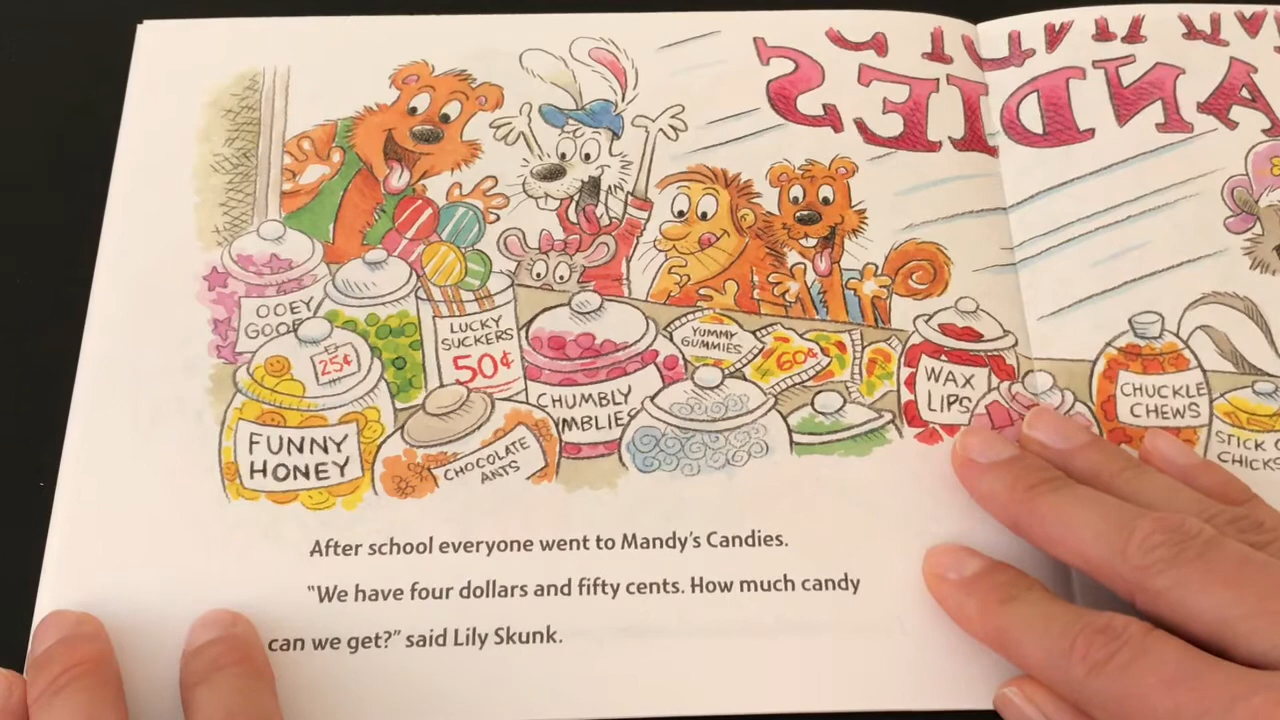 CANDIES
OOEY
25¢
LUCKY
SUCKERS
50¢
YUMMY
GUMMIES
60¢
CHUMBLY
WAX
LIPS
CHUCKLE
CHEWS
STICK
CHICKS
FUNNY
HONEY
CHOCOLATE
ANTS
After school everyone went to Mandy's Candies.
"We have four dollars and fifty cents. How much candy
can we get?" said Lily Skunk.